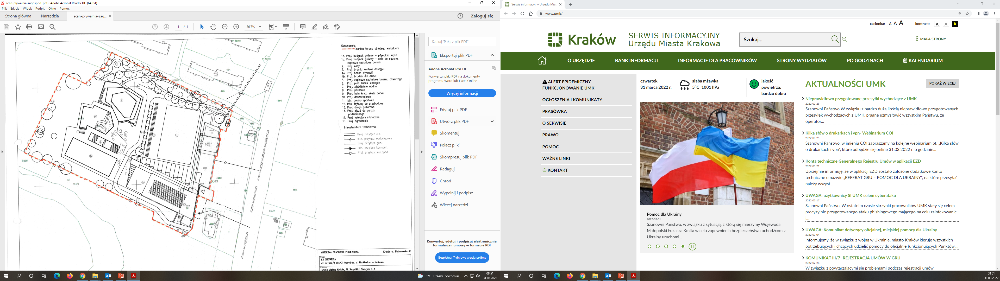 scan-pływalnia-zagospod..pdf - Adobe Acrobat Reader DC (64-bit)
Plik Edycja Widok Podpis Okno Pomoc
Strona główna Narzędzia scan-pływalnia-zag... Zaloguj się
1 / 1 86,7%
Oznaczenia:
Granica terenu objętego wnioskiem
1a. Proj. budynek główny – pływalnia kryta
1b. Proj. budynek główny – sale do squsha,
zaplecze szatniowe boiska
2. Proj. kasy
3. Proj. bramki kontroli dostępu
4a. Proj. basen pływacki
4b. Proj. brodzik dla dzieci
5. Proj. zaplecze szatniowe basenu otwartego
6. Proj. plac zabaw wodnych
7. Proj. zjeżdżalnie wodne
8. Proj. parasole
9. Proj. hala kryta skate parku
10. Proj. deszczochron
11. Istn. boisko sportowe
12. Istn. trybuny do przebudowy
13. Proj. droga pożarowa
14. Proj. zjazd do garażu
podziemnego
15. Proj. kolektory słoneczne
16. Proj. ogrodzenie
Infrastruktura techniczna:
Proj. przyłącz c.o.
Istn. przyłącz wodociągowy
Proj. przyłącz gazu
Istn. przyłącz kan.sanit.
Proj. przyłącz kan.opad.
JÓZEFA MACKIEWICZA
JÓZEFA MACKIEWICZA
JÓZEFA MACKIEWICZA
0043
HPP
AUTORSKA PRACOWNIA PROJEKTOWA Kraków ul. Bieżanowska 46
Obiekt
KS CLEPARDIA
dz. nr 669/3 obr.43 Krowodrza, ul. Mackiewicza w Krakowie
Inwestor
Gmina Miejska Kraków, Pl. Wszystkich Świętych 3-4
Szukaj 'Połącz plik PDF'
Eksportuj plik PDF
Adobe Acrobat Pro DC
Konwertuj pliki PDF na dokumenty
programu Word lub Excel Online
Więcej informacji
Edytuj plik PDF
Utwórz plik PDF
Skomentuj
Połącz pliki
Skompresuj plik PDF
Redaguj
Chroń
Wypełnij i podpisz
Więcej narzędzi
Konwertuj, edytuj i podpisuj elektronicznie
formularze i umowy w formacie PDF
Bezpłatna, 7-dniowa wersja próbna
3°C Przew. pochmur. 08:51
31.03.2022
Serwis informacyjny Urzędu Mias
www.umk/
czcionka: A A A kontrast: A A A
Kraków
SERWIS INFORMACYJNY
Urzędu Miasta Krakowa
Szukaj...
MAPA STRONY
O URZĘDZIE BANK INFORMACJI INFORMACJE DLA PRACOWNIKÓW STRONY WYDZIAŁÓW PO GODZINACH KALENDARIUM
ALERT EPIDEMICZNY -
FUNKCJONOWANIE UMK
OGŁOSZENIA I KOMUNIKATY
PRASÓWKA
O SERWISIE
PRAWO
POMOC
WAŻNE LINKI
KONTAKT
czwartek,
31 marca 2022 r.
słaba mżawka
5°C 1001 hPa
jakość
powietrza:
bardzo dobra
Pomoc dla Ukrainy
2022-03-01
Szanowni Państwo, w związku z sytuacją, z którą się mierzymy Wojewoda
Małopolski Łukasza Kmita w celu zapewnienia bezpieczeństwa uchodźcom z
Ukrainy uruchomi...
AKTUALNOŚCI UMK
POKAŻ WIĘCEJ
Nieprawidłowo przygotowane przesyłki wychodzące z UMK
2022-03-28
Szanowni Państwo W związku z bardzo dużą ilością nieprawidłowo przygotowanych
przesyłek wychodzących z UMK, pragnę uzmysłowić wszystkim Państwu, że
operator...
Kilka słów o drukarkach i vpn- Webinarium COI
2022-03-25
Szanowni Państwo, w imieniu COI zapraszamy na kolejne webinarium pt. „Kilka słów
o drukarkach i vpn”, które odbędzie się online 31.03.2022 r. o godzinie...
Konta techniczne Generalnego Rejestru Umów w aplikacji EZD
2022-03-21
Uprzejmie informuję, że w aplikacji EZD zostało założone dodatkowe konto
techniczne o nazwie „REFERAT GRU – POMOC DLA UKRAINY”, na które przesyłać
należy wszyst...
UWAGA: użytkownicy SI UMK celem cyberataku
2022-03-17
Szanowni Państwo, W ostatnim czasie skrzynki pracowników UMK stały się celem
precyzyjnie przygotowanego ataku phishingowego mającego na celu zainfekowanie
i...
UWAGA: Komunikat dotyczący oficjalnej, miejskiej pomocy dla Ukrainy
2022-03-04
Informujemy, że w związku z wojną w Ukrainie, miasto Kraków kieruje wszystkich
potrzebujących i chcących udzielić pomocy do oficjalnie funkcjonujących Punktów,...
KOMUNIKAT III/7- REJESTRACJA UMÓW W GRU
2022-02-28
W związku z powtarzającymi się problemami podczas rejestracji umów
08:51
31.03.2022